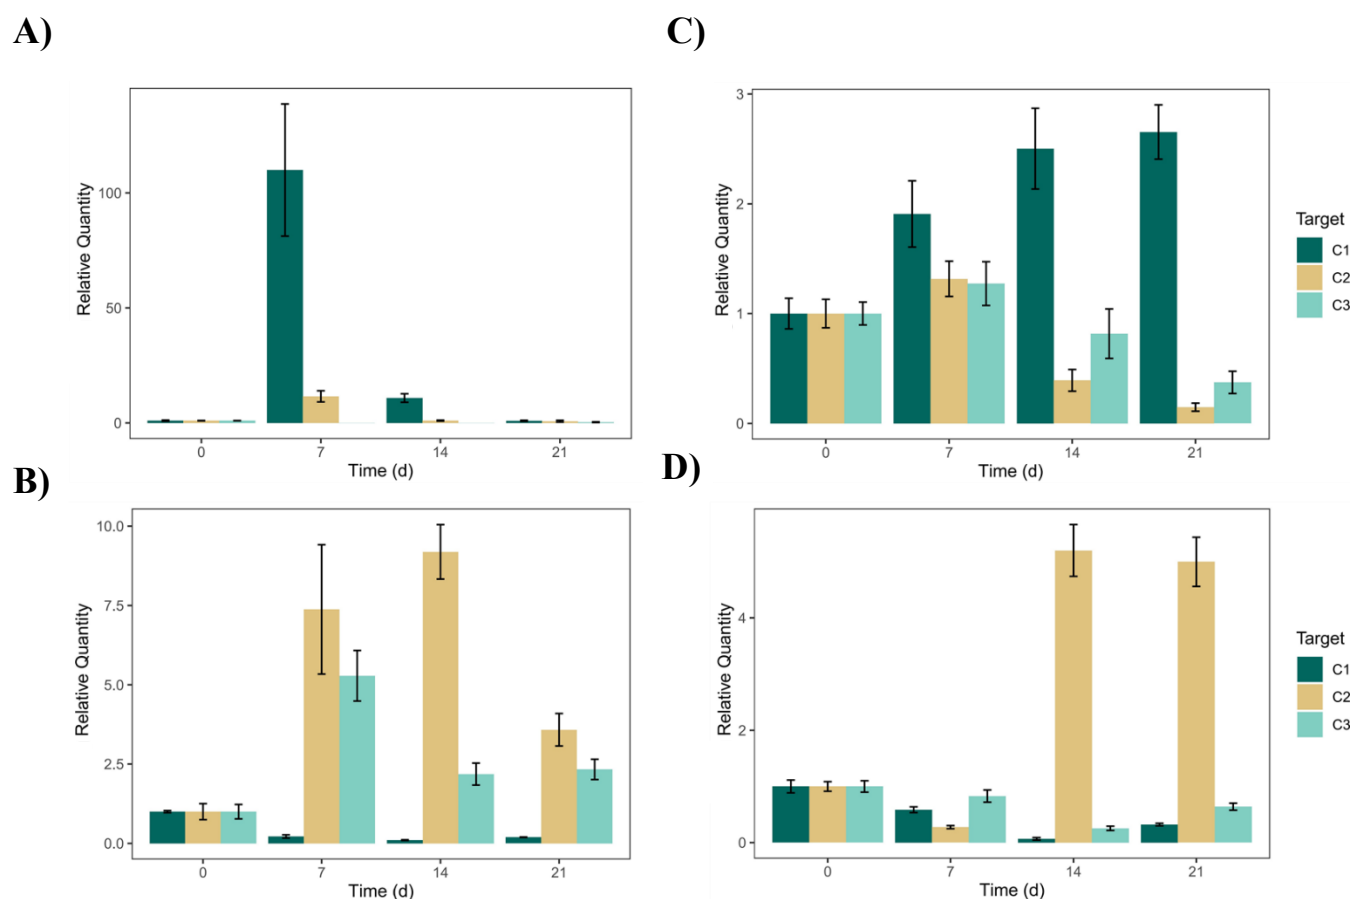 A)
Relative Quantity
100
50
0
0 7 14 21
Time (d)
C)
Relative Quantity
3
2
1
0
0 7 14 21
Time (d)
Target
C1
C2
C3
B)
Relative Quantity
10.0
7.5
5.0
2.5
0.0
0 7 14 21
Time (d)
D)
Relative Quantity
4
2
0
0 7 14 21
Time (d)
Target
C1
C2
C3